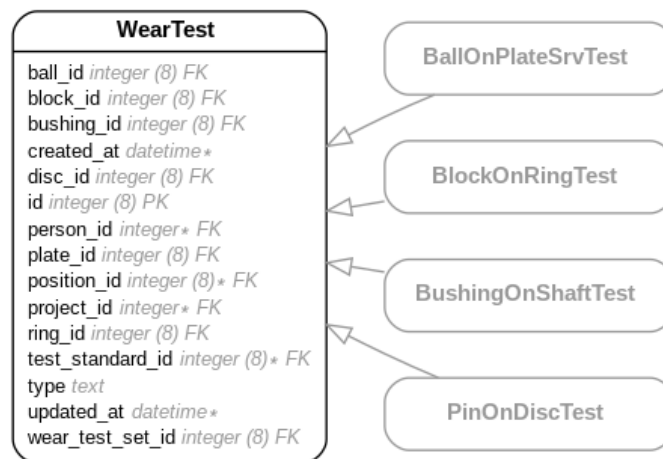 WearTest
ball_id integer (8) FK
block_id integer (8) FK
bushing_id integer (8) FK
created_at datetime∗
disc_id integer (8) FK
id integer (8) PK
person_id integer∗ FK
plate_id integer (8) FK
position_id integer (8)∗ FK
project_id integer∗ FK
ring_id integer (8) FK
test_standard_id integer (8)∗ FK
type text
updated_at datetime∗
wear_test_set_id integer (8) FK
BallOnPlateSrvTest
BlockOnRingTest
BushingOnShaftTest
PinOnDiscTest